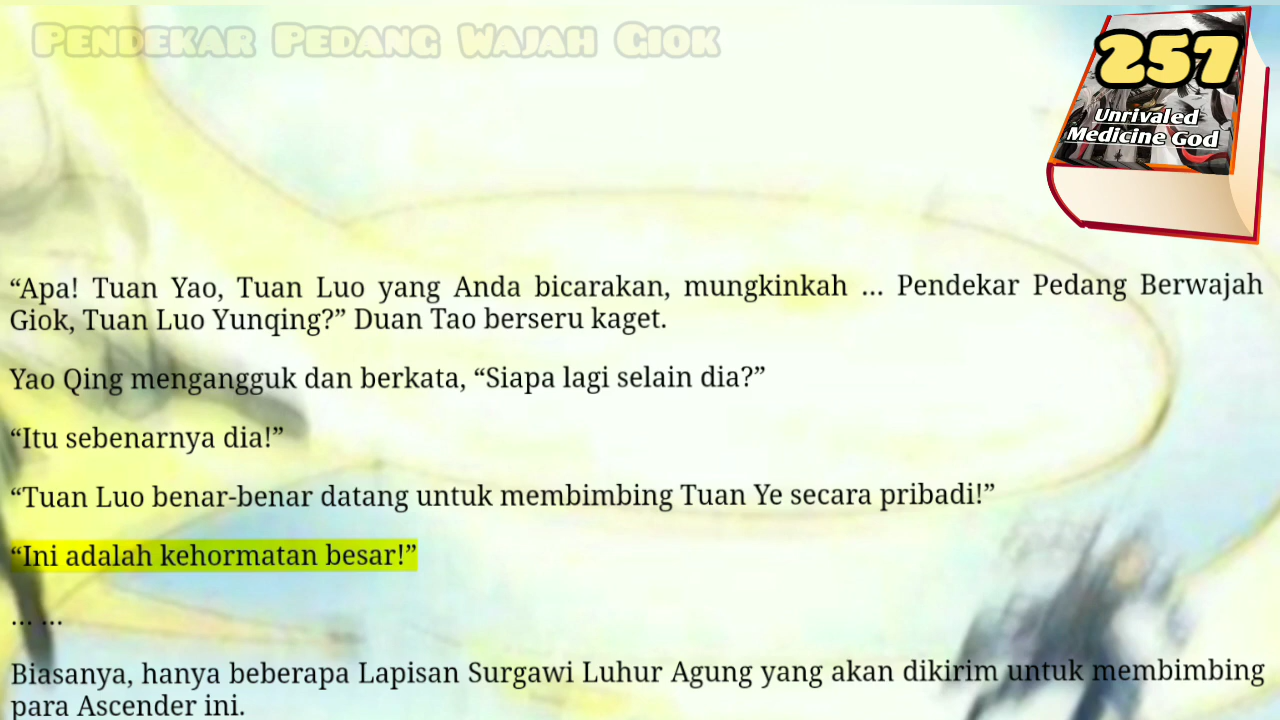 Pendekar Pedang Wajah Giok
257
Unrivaled
Medicine God
“Apa! Tuan Yao, Tuan Luo yang Anda bicarakan, mungkinkah ... Pendekar Pedang Berwajah
Giok, Tuan Luo Yunqing?” Duan Tao berseru kaget.
Yao Qing mengangguk dan berkata, “Siapa lagi selain dia?”
“Itu sebenarnya dia!”
“Tuan Luo benar-benar datang untuk membimbing Tuan Ye secara pribadi!”
“Ini adalah kehormatan besar!”
... ...
Biasanya, hanya beberapa Lapisan Surgawi Luhur Agung yang akan dikirim untuk membimbing
para Ascender ini.